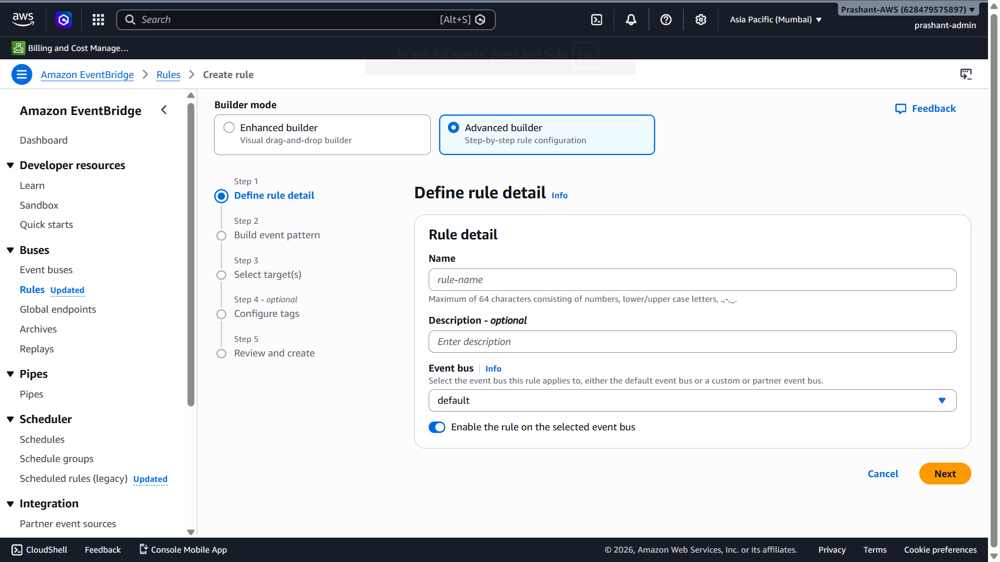 aws
Search
[Alt+S]
Asia Pacific (Mumbai)
Prashant-AWS (628479575897)
prashant-admin
Billing and Cost Manage...
To exit full screen, press and hold Esc
Amazon EventBridge
Rules
Create rule
Amazon EventBridge
Dashboard
Developer resources
Learn
Sandbox
Quick starts
Buses
Event buses
Rules Updated
Global endpoints
Archives
Replays
Pipes
Pipes
Scheduler
Schedules
Schedule groups
Scheduled rules (legacy) Updated
Integration
Partner event sources
Builder mode
Feedback
Enhanced builder
Visual drag-and-drop builder
Advanced builder
Step-by-step rule configuration
Step 1
Define rule detail
Step 2
Build event pattern
Step 3
Select target(s)
Step 4 - optional
Configure tags
Step 5
Review and create
Define rule detail Info
Rule detail
Name
rule-name
Maximum of 64 characters consisting of numbers, lower/upper case letters, .,-,_.
Description - optional
Enter description
Event bus Info
Select the event bus this rule applies to, either the default event bus or a custom or partner event bus.
default
Enable the rule on the selected event bus
Cancel
Next
CloudShell
Feedback
Console Mobile App
© 2026, Amazon Web Services, Inc. or its affiliates.
Privacy
Terms
Cookie preferences